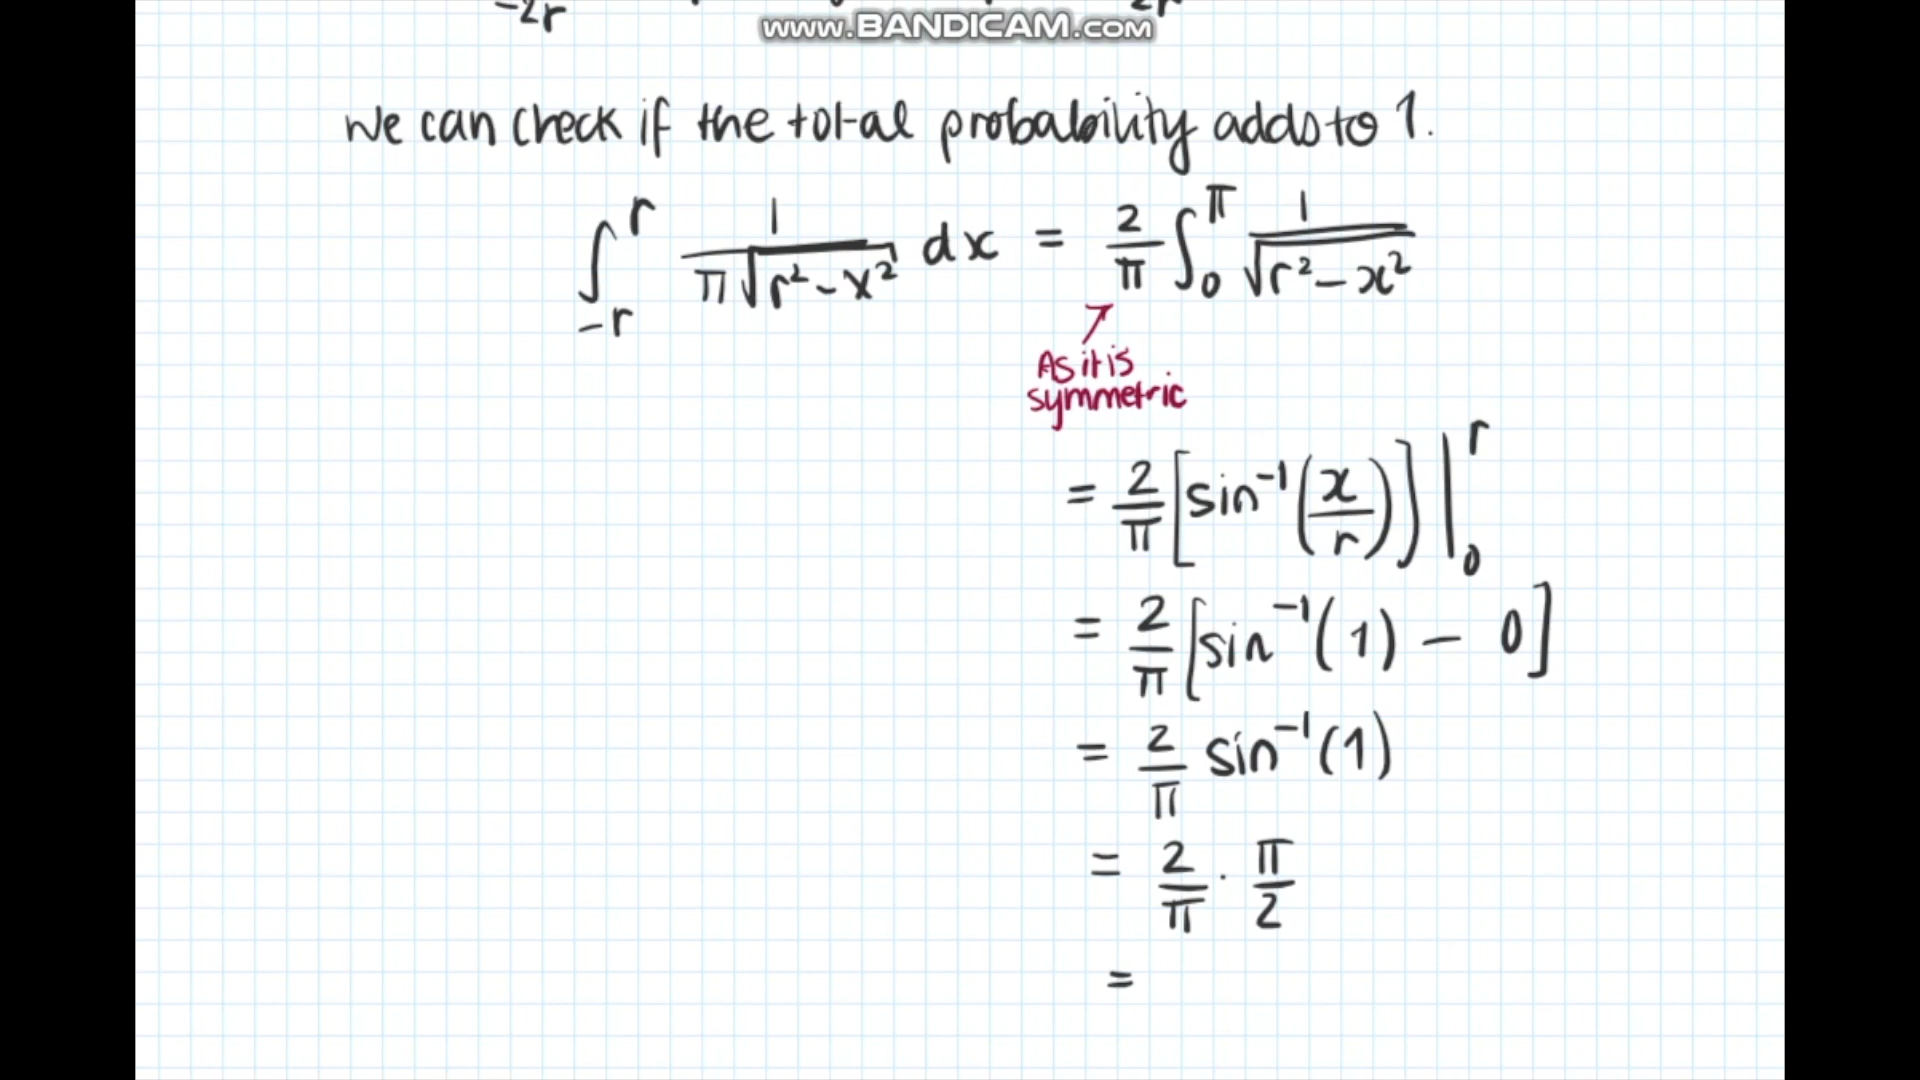 -2r 2r
www.BANDICAM.com
We can check if the total probability adds to 1.
∫_{-r}^{r} 1/(π√(r²-x²)) dx = 2/π ∫_0^π 1/√(r²-x²)
As it is
symmetric
= 2/π [sin⁻¹(x/r)] |_0^r
= 2/π [sin⁻¹(1) - 0]
= 2/π sin⁻¹(1)
= 2/π · π/2
=